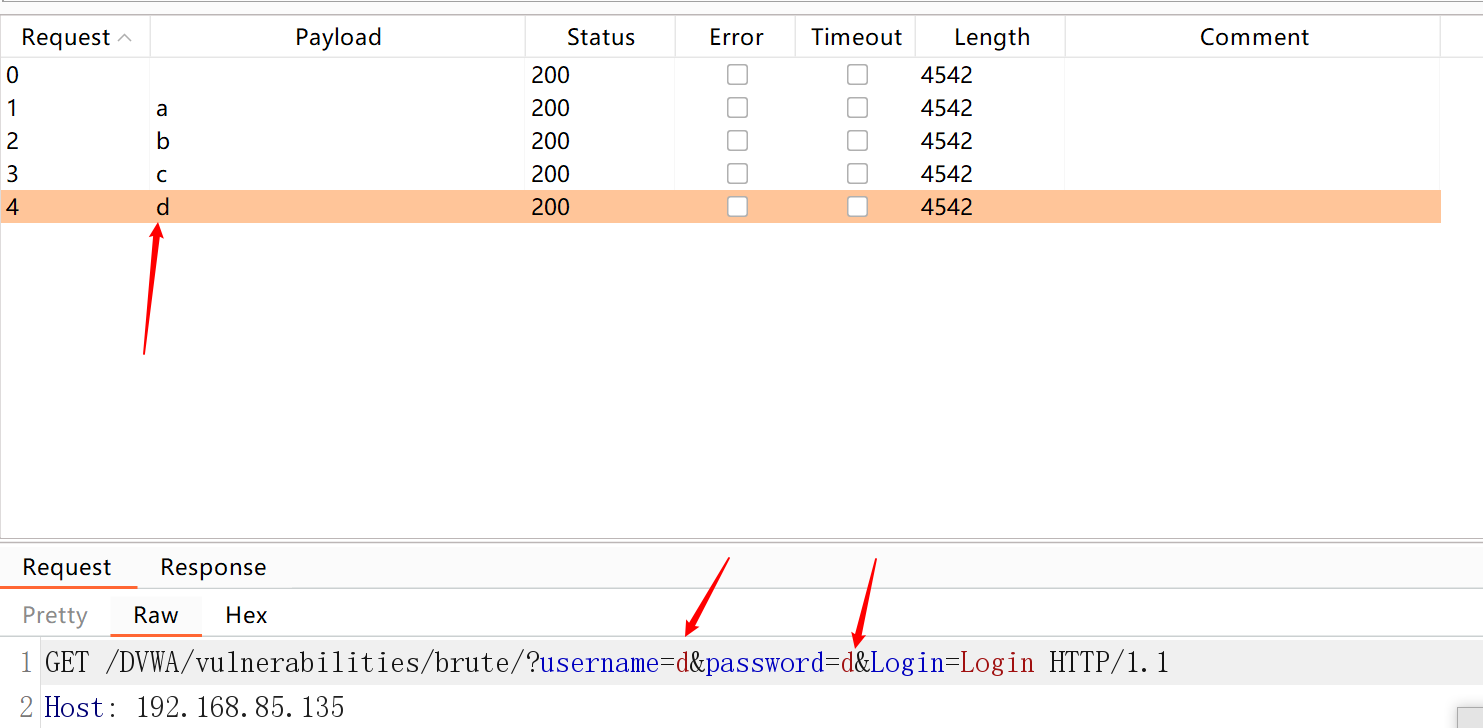 Request Payload Status Error Timeout Length Comment
0 200 4542
1 a 200 4542
2 b 200 4542
3 c 200 4542
4 d 200 4542
Request Response
Pretty Raw Hex
1 GET /DVWA/vulnerabilities/brute/?username=d&password=d&Login=Login HTTP/1.1
2 Host: 192.168.85.135